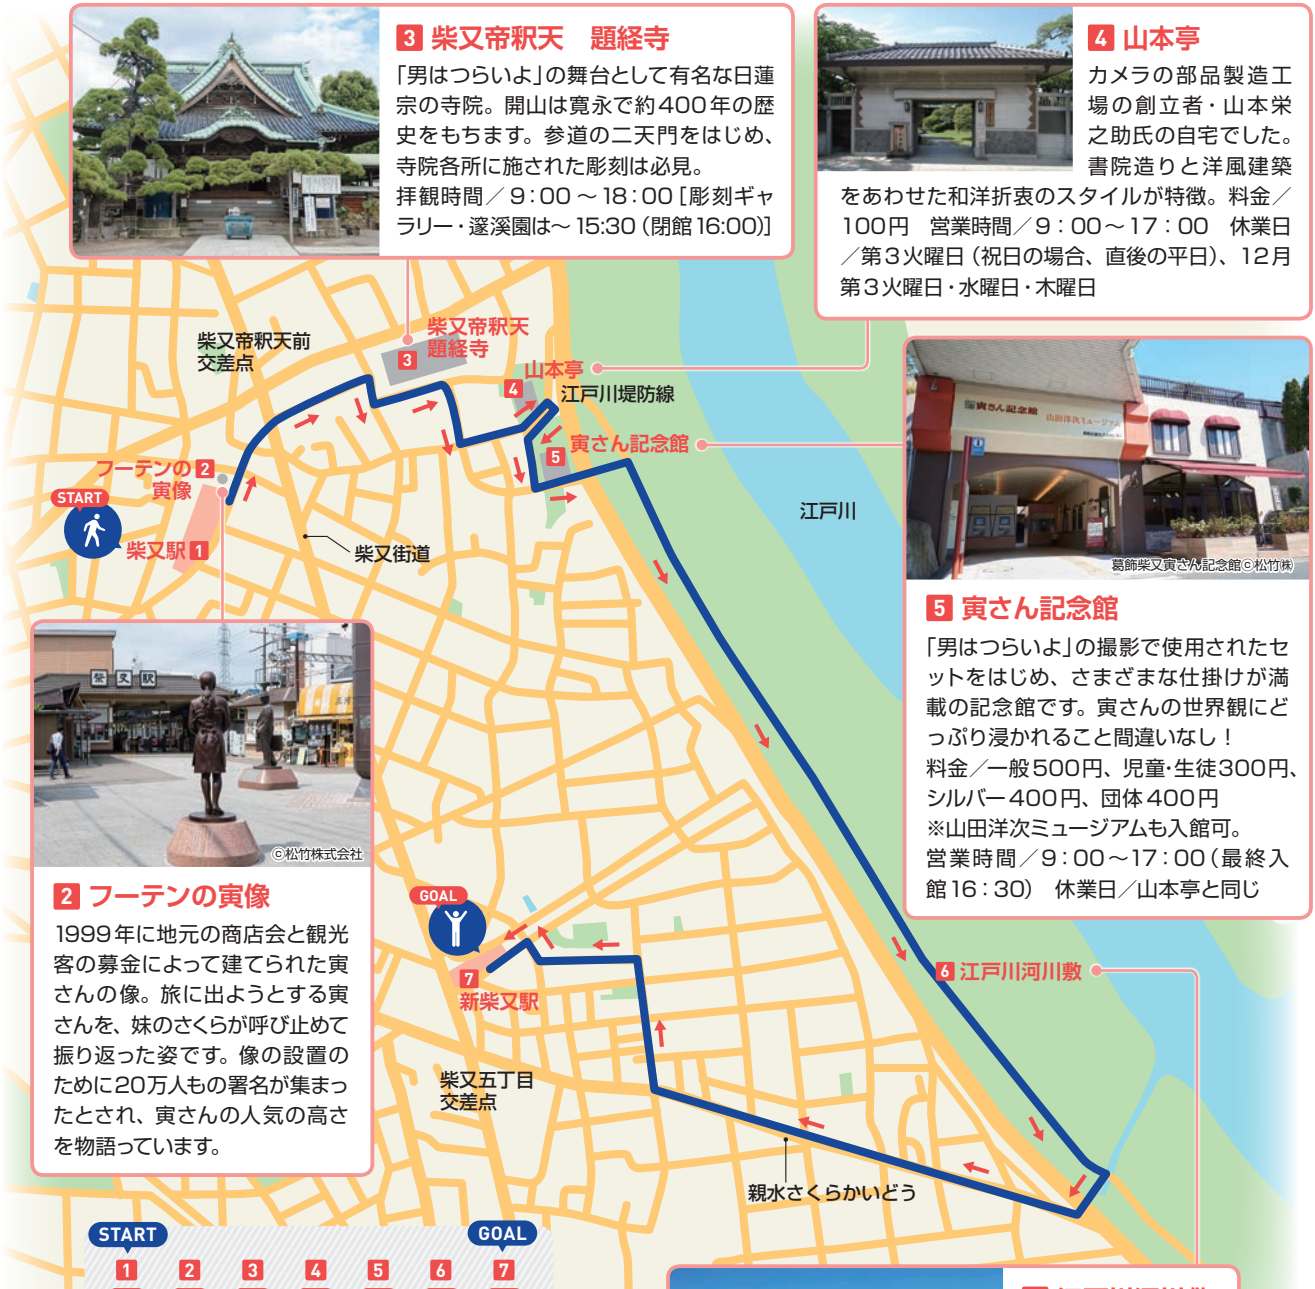 3 柴又帝釈天　題経寺
「男はつらいよ」の舞台として有名な日蓮
宗の寺院。開山は寛永で約400年の歴
史をもちます。参道の二天門をはじめ、
寺院各所に施された彫刻は必見。
拝観時間／9：00～18：00［彫刻ギャ
ラリー・邃溪園は～15:30（閉館16:00）］
4 山本亭
カメラの部品製造工
場の創立者・山本栄
之助氏の自宅でした。
書院造りと洋風建築
をあわせた和洋折衷のスタイルが特徴。料金／
100円　営業時間／9：00～17：00　休業日
／第3火曜日（祝日の場合、直後の平日）、12月
第3火曜日・水曜日・木曜日
柴又帝釈天前
交差点
柴又帝釈天
題経寺
3
山本亭
4
江戸川堤防線
寅さん記念館
5
フーテンの 2
寅像
START
柴又駅 1
柴又街道
江戸川
寅さん記念館 山田洋次ミュージアム
葛飾柴又寅さん記念館©松竹㈱
5 寅さん記念館
「男はつらいよ」の撮影で使用されたセ
ットをはじめ、さまざまな仕掛けが満
載の記念館です。寅さんの世界観にど
っぷり浸かれること間違いなし！
料金／一般500円、児童・生徒300円、
シルバー400円、団体400円
※山田洋次ミュージアムも入館可。
営業時間／9：00～17：00（最終入
館16：30）　休業日／山本亭と同じ
柴又駅
©松竹株式会社
2 フーテンの寅像
1999年に地元の商店会と観光
客の募金によって建てられた寅
さんの像。旅に出ようとする寅
さんを、妹のさくらが呼び止めて
振り返った姿です。像の設置の
ために20万人もの署名が集まっ
たとされ、寅さんの人気の高さ
を物語っています。
GOAL
7
新柴又駅
6 江戸川河川敷
柴又五丁目
交差点
親水さくらかいどう
START
GOAL
1 2 3 4 5 6 7